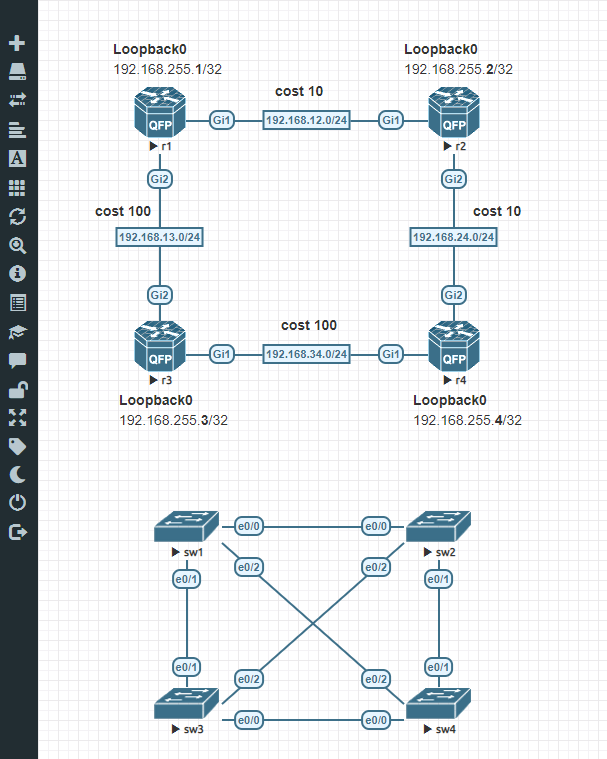 Loopback0
192.168.255.1/32
Loopback0
192.168.255.2/32
cost 10
QFP
Gi1
192.168.12.0/24
Gi1
QFP
r1
r2
Gi2
Gi2
cost 100
cost 10
192.168.13.0/24
192.168.24.0/24
Gi2
Gi2
cost 100
QFP
Gi1
192.168.34.0/24
Gi1
QFP
r3
r4
Loopback0
192.168.255.3/32
Loopback0
192.168.255.4/32
e0/0
e0/0
sw1
sw2
e0/2
e0/2
e0/1
e0/1
e0/1
e0/1
e0/2
e0/2
e0/0
e0/0
sw3
sw4